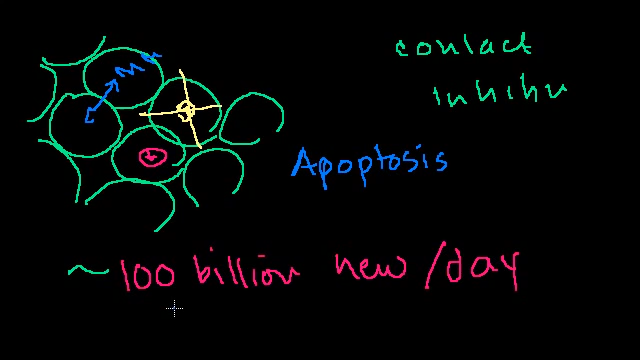 contact
inhibi
Apoptosis
~ 100 billion new / day